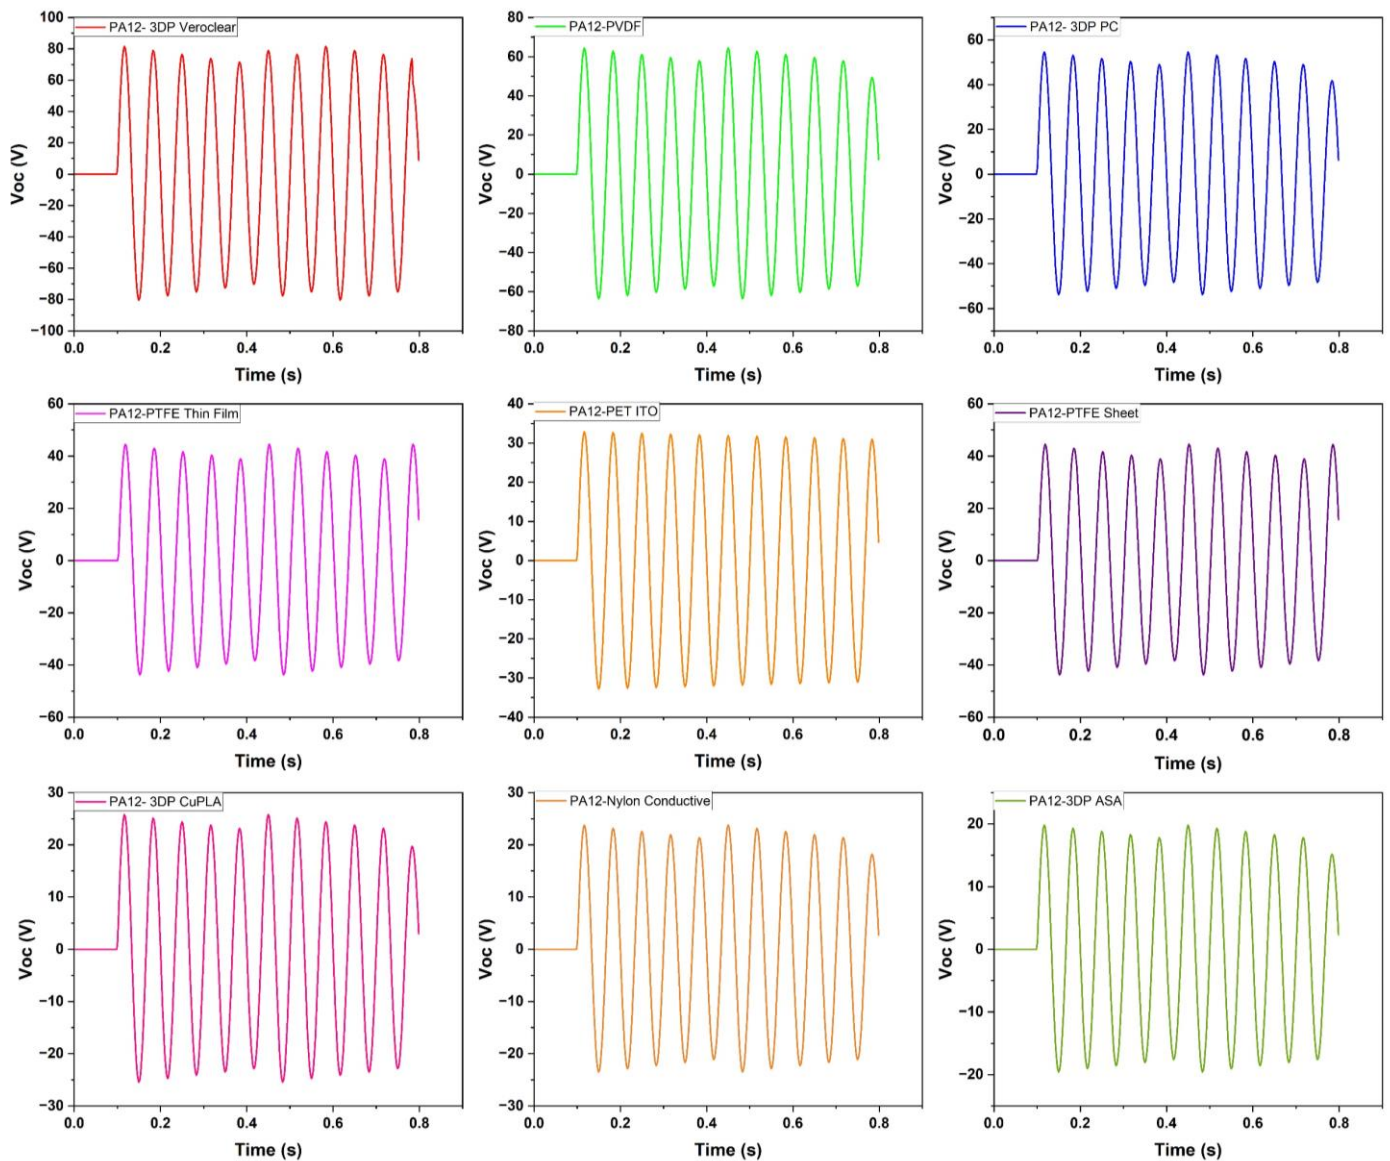 PA12- 3DP Veroclear
100
80
60
40
20
0
−20
−40
−60
−80
−100
Voc (V)
0.0 0.2 0.4 0.6 0.8
Time (s)
PA12-PVDF
80
60
40
20
0
−20
−40
−60
−80
Voc (V)
0.0 0.2 0.4 0.6 0.8
Time (s)
PA12- 3DP PC
60
40
20
0
−20
−40
−60
Voc (V)
0.0 0.2 0.4 0.6 0.8
Time (s)
PA12-PTFE Thin Film
60
40
20
0
−20
−40
−60
Voc (V)
0.0 0.2 0.4 0.6 0.8
Time (s)
PA12-PET ITO
40
30
20
10
0
−10
−20
−30
−40
Voc (V)
0.0 0.2 0.4 0.6 0.8
Time (s)
PA12-PTFE Sheet
60
40
20
0
−20
−40
−60
Voc (V)
0.0 0.2 0.4 0.6 0.8
Time (s)
PA12- 3DP CuPLA
30
20
10
0
−10
−20
−30
Voc (V)
0.0 0.2 0.4 0.6 0.8
Time (s)
PA12-Nylon Conductive
30
20
10
0
−10
−20
−30
Voc (V)
0.0 0.2 0.4 0.6 0.8
Time (s)
PA12-3DP ASA
20
10
0
−10
−20
Voc (V)
0.0 0.2 0.4 0.6 0.8
Time (s)